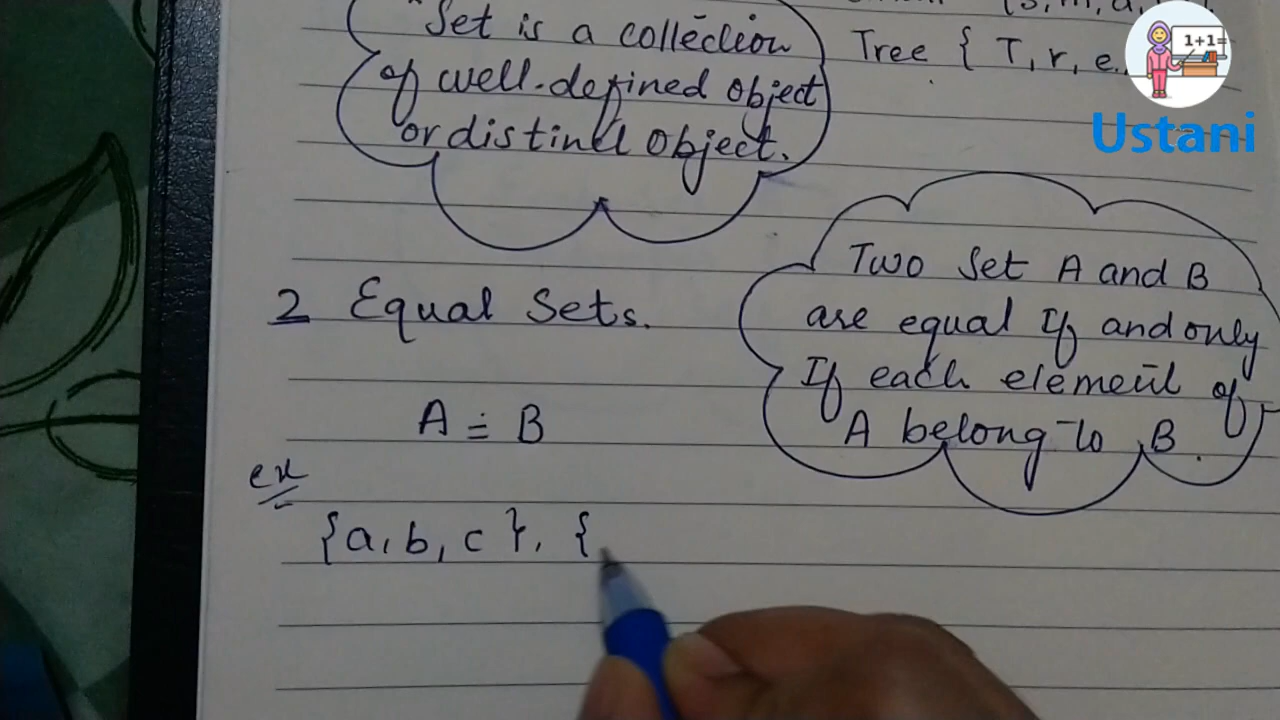 Set is a collection
of well-defined object
or distinct object.
Tree { T, r, e,
1+1=
Ustani
2 Equal Sets.
A = B
Two Set A and B
are equal If and only
If each element of
A belong to B.
ex
{a, b, c}, {